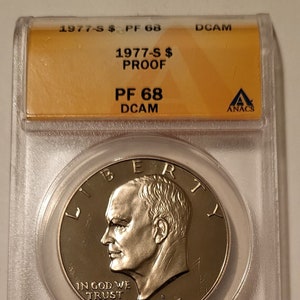 1977-S $ PF 68 DCAM
1977-S $
PROOF
PF 68
DCAM
ANACS
LIBERTY
IN GOD WE
TRUST